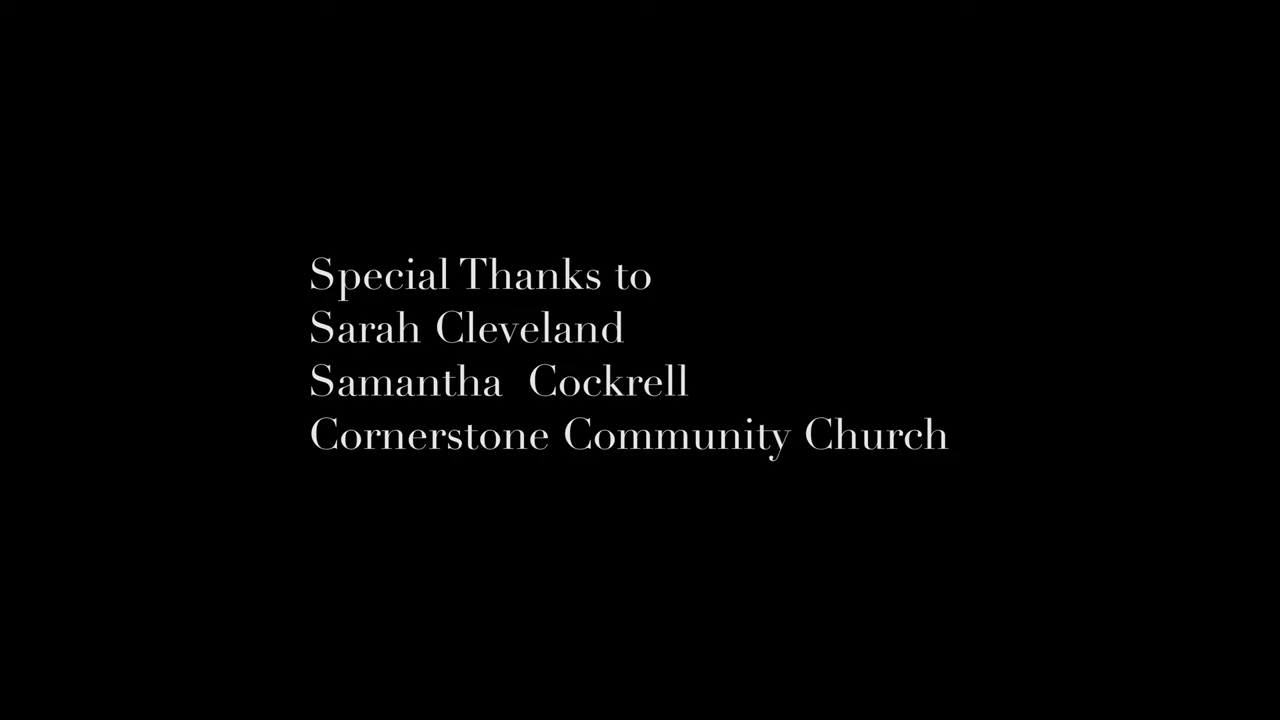 Special Thanks to
Sarah Cleveland
Samantha  Cockrell
Cornerstone Community Church